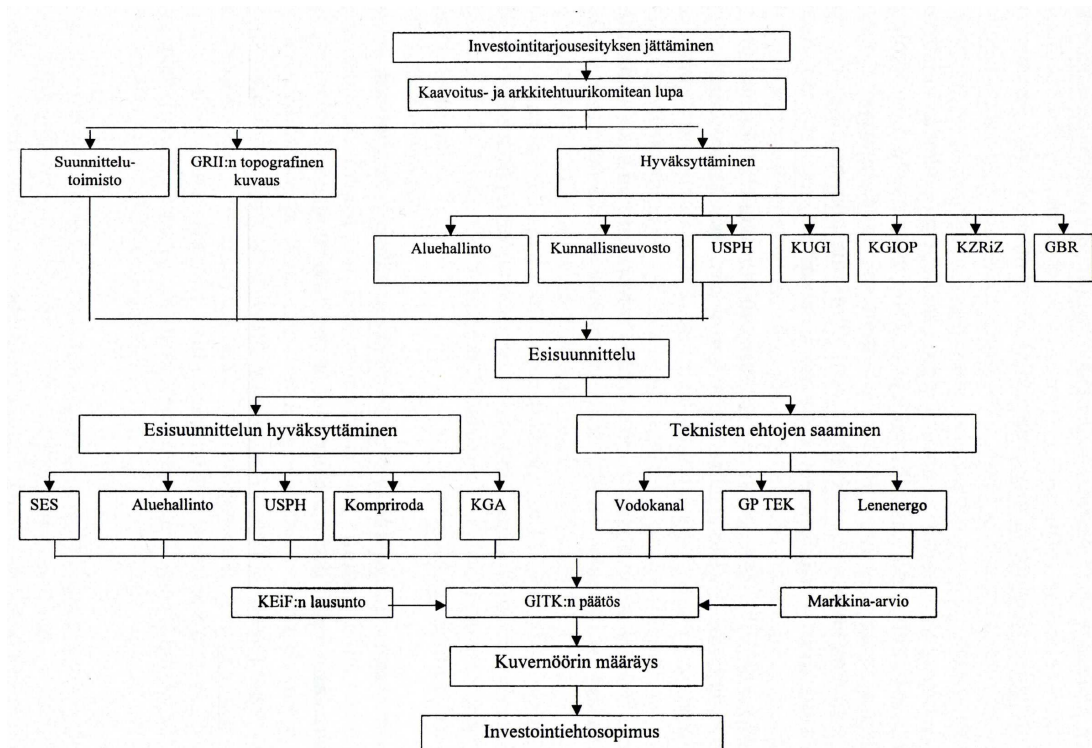 Investointitarjousesityksen jättäminen
Kaavoitus- ja arkkitehtuurikomitean lupa
Suunnittelu-
toimisto
GRII:n topografinen
kuvaus
Hyväksyttäminen
Aluehallinto
Kunnallisneuvosto
USPH
KUGI
KGIOP
KZRiZ
GBR
Esisuunnittelu
Esisuunnittelun hyväksyttäminen
Teknisten ehtojen saaminen
SES
Aluehallinto
USPH
Kompriroda
KGA
Vodokanal
GP TEK
Lenenergo
KEiF:n lausunto
GITK:n päätös
Markkina-arvio
Kuvernöörin määräys
Investointiehtosopimus